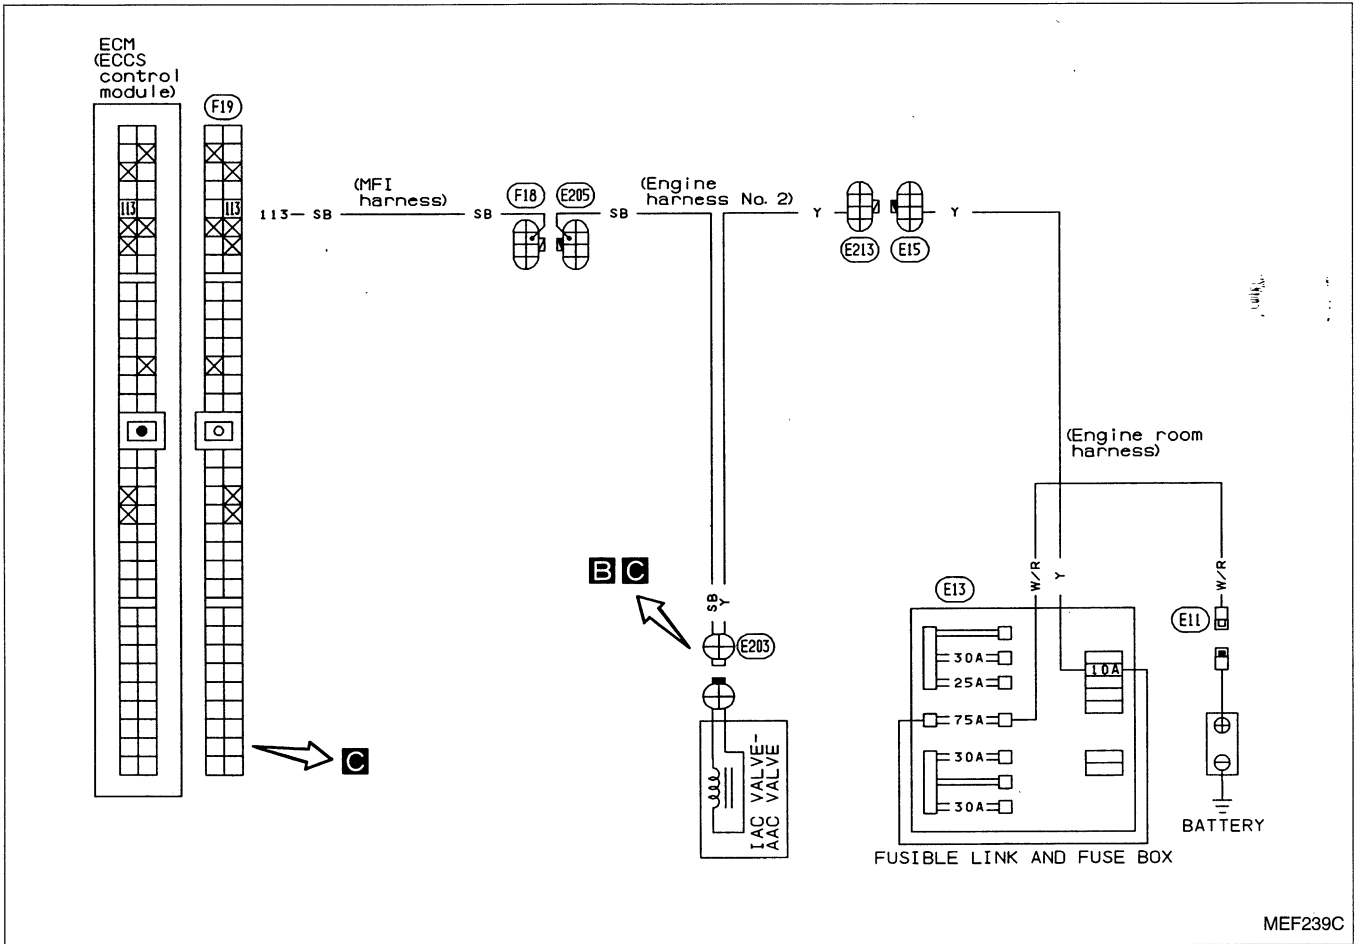 ECM
(ECCS
control
module)
F19
113
113
113 SB
(MFI
harness)
SB
F18
E205
SB
(Engine
harness No. 2)
Y
E213
E15
Y
(Engine room
harness)
W/R
Y
W/R
B C
SB
Y
E203
IAC VALVE-
AAC VALVE
C
E13
30A
25A
75A
30A
30A
10A
E11
BATTERY
FUSIBLE LINK AND FUSE BOX
MEF239C